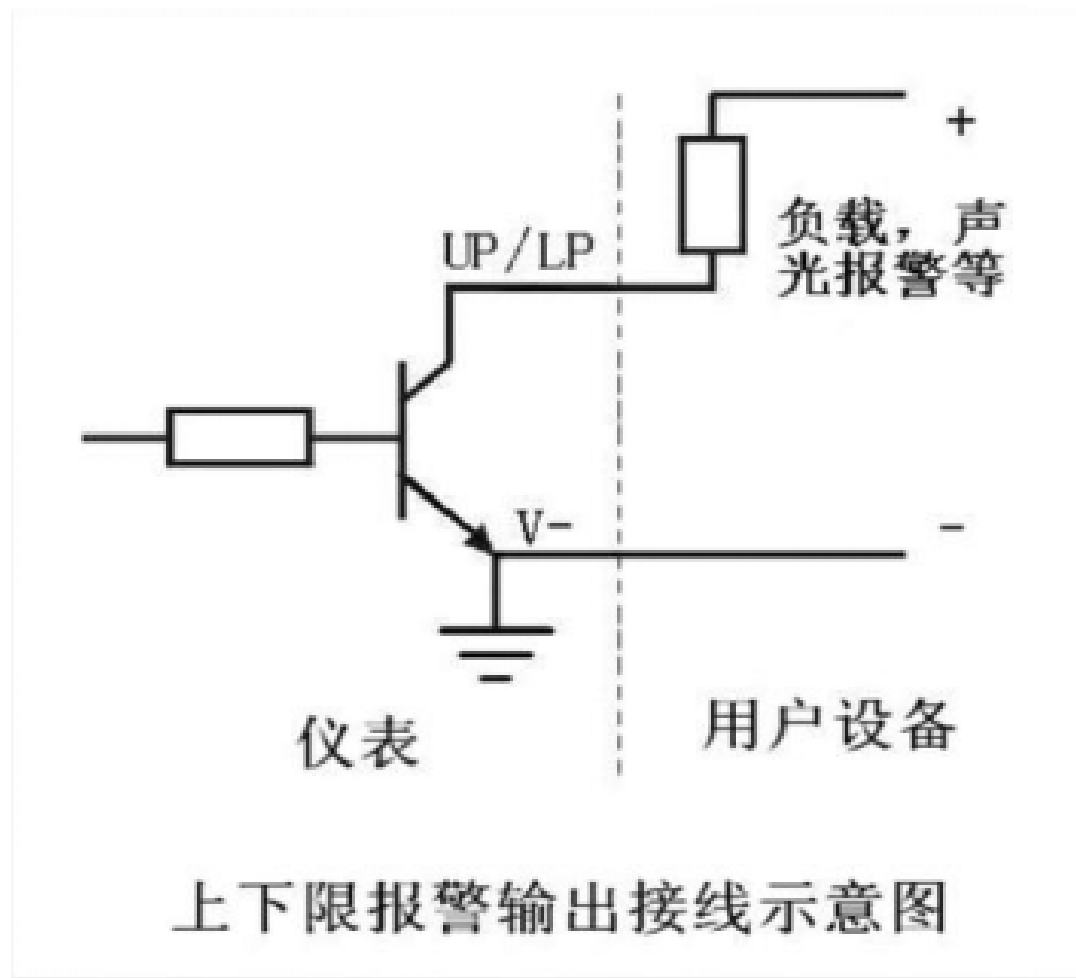 +
负载，声
光报警等
UP/LP
V-
-
仪表
用户设备
上下限报警输出接线示意图